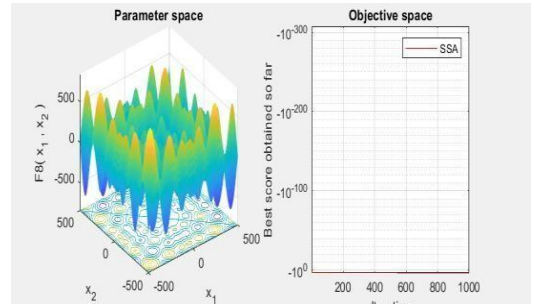 Parameter space
F8( x1 , x2 )
500
0
-500
500
0
-500
x2
-500
0
500
x1
Objective space
Best score obtained so far
-10^-300
-10^-200
-10^-100
-10^0
SSA
200
400
600
800
1000